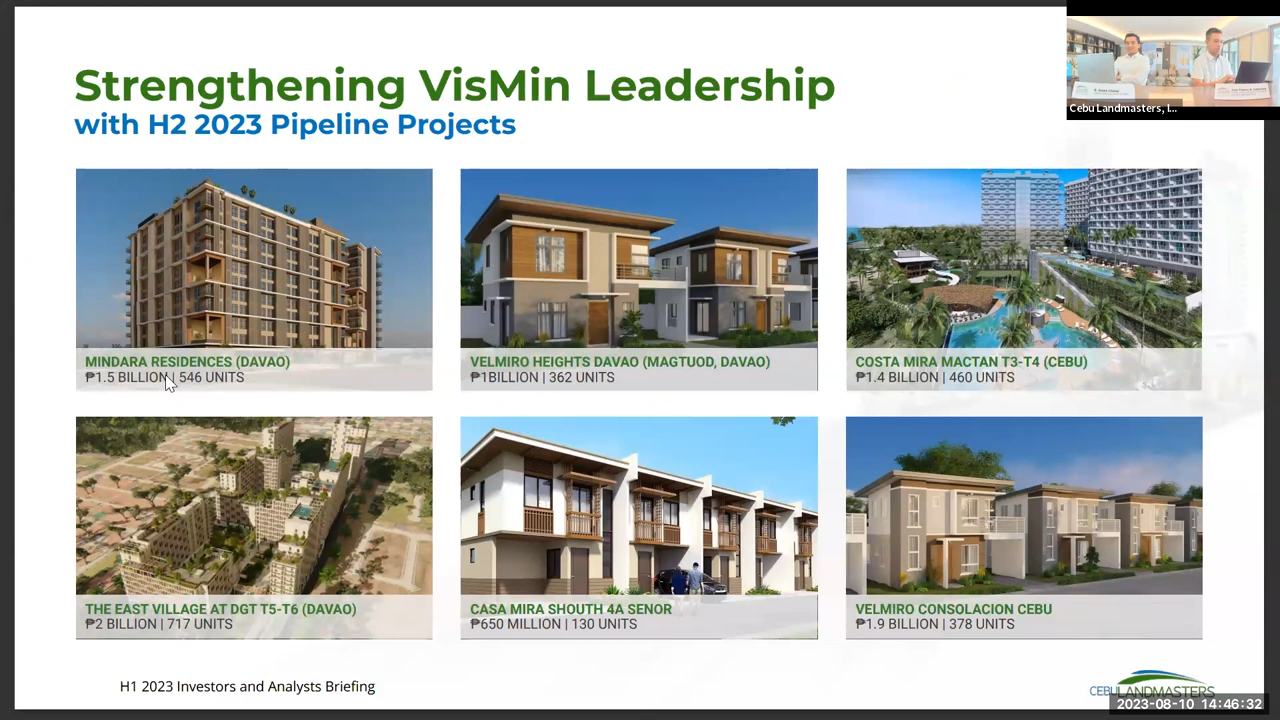 Strengthening VisMin Leadership
with H2 2023 Pipeline Projects
Cebu Landmasters, I...
MINDARA RESIDENCES (DAVAO)
₱1.5 BILLION | 546 UNITS
VELMIRO HEIGHTS DAVAO (MAGTUOD, DAVAO)
₱1BILLION | 362 UNITS
COSTA MIRA MACTAN T3-T4 (CEBU)
₱1.4 BILLION | 460 UNITS
THE EAST VILLAGE AT DGT T5-T6 (DAVAO)
₱2 BILLION | 717 UNITS
CASA MIRA SHOUTH 4A SENOR
₱650 MILLION | 130 UNITS
VELMIRO CONSOLACION CEBU
₱1.9 BILLION | 378 UNITS
H1 2023 Investors and Analysts Briefing
CEBULANDMASTERS
2023-08-10 14:46:32